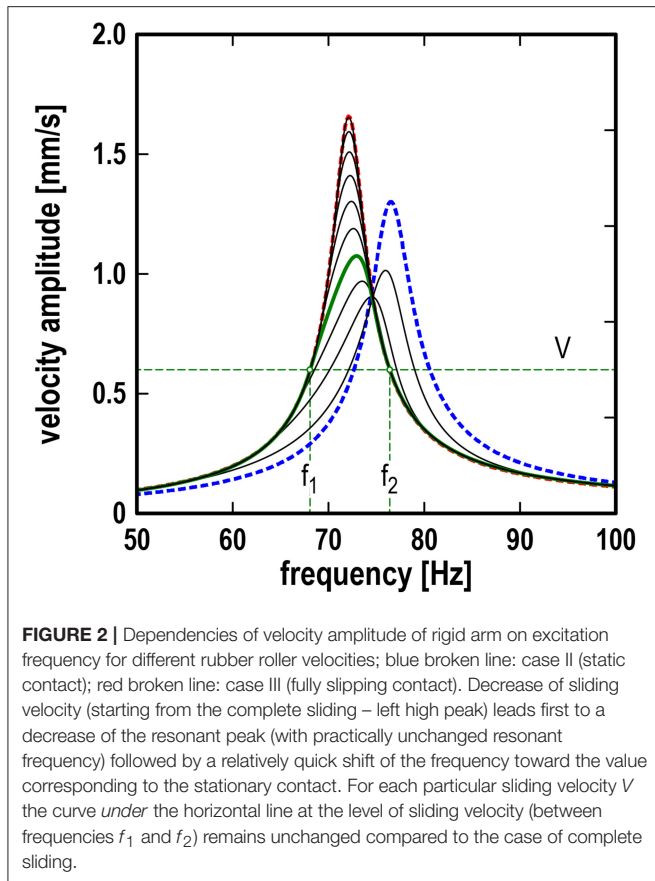 2.0
1.5
1.0
0.5
0
velocity amplitude [mm/s]
V
f1
f2
50
60
70
80
90
100
frequency [Hz]
FIGURE 2 | Dependencies of velocity amplitude of rigid arm on excitation
frequency for different rubber roller velocities; blue broken line: case II (static
contact); red broken line: case III (fully slipping contact). Decrease of sliding
velocity (starting from the complete sliding – left high peak) leads first to a
decrease of the resonant peak (with practically unchanged resonant
frequency) followed by a relatively quick shift of the frequency toward the value
corresponding to the stationary contact. For each particular sliding velocity V
the curve under the horizontal line at the level of sliding velocity (between
frequencies f1 and f2) remains unchanged compared to the case of complete
sliding.